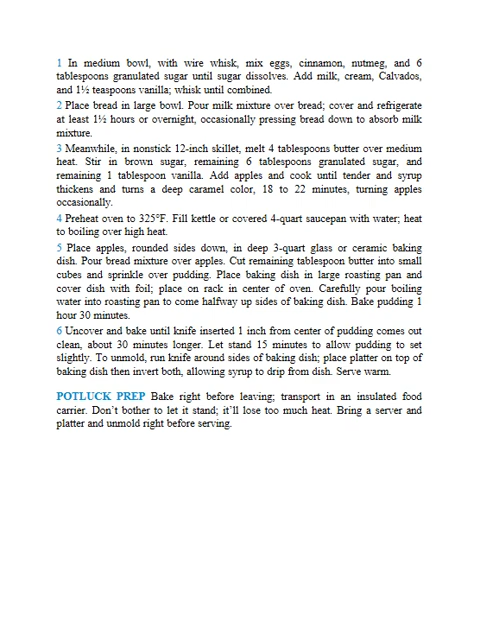 1 In medium bowl, with wire whisk, mix eggs, cinnamon, nutmeg, and 6
tablespoons granulated sugar until sugar dissolves. Add milk, cream, Calvados,
and 1½ teaspoons vanilla; whisk until combined.
2 Place bread in large bowl. Pour milk mixture over bread; cover and refrigerate
at least 1½ hours or overnight, occasionally pressing bread down to absorb milk
mixture.
3 Meanwhile, in nonstick 12-inch skillet, melt 4 tablespoons butter over medium
heat. Stir in brown sugar, remaining 6 tablespoons granulated sugar, and
remaining 1 tablespoon vanilla. Add apples and cook until tender and syrup
thickens and turns a deep caramel color, 18 to 22 minutes, turning apples
occasionally.
4 Preheat oven to 325°F. Fill kettle or covered 4-quart saucepan with water; heat
to boiling over high heat.
5 Place apples, rounded sides down, in deep 3-quart glass or ceramic baking
dish. Pour bread mixture over apples. Cut remaining tablespoon butter into small
cubes and sprinkle over pudding. Place baking dish in large roasting pan and
cover dish with foil; place on rack in center of oven. Carefully pour boiling
water into roasting pan to come halfway up sides of baking dish. Bake pudding 1
hour 30 minutes.
6 Uncover and bake until knife inserted 1 inch from center of pudding comes out
clean, about 30 minutes longer. Let stand 15 minutes to allow pudding to set
slightly. To unmold, run knife around sides of baking dish; place platter on top of
baking dish then invert both, allowing syrup to drip from dish. Serve warm.
POTLUCK PREP Bake right before leaving; transport in an insulated food
carrier. Don’t bother to let it stand; it’ll lose too much heat. Bring a server and
platter and unmold right before serving.